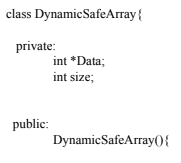 class DynamicSafeArray{
private:
int *Data;
int size;
public:
DynamicSafeArray(){